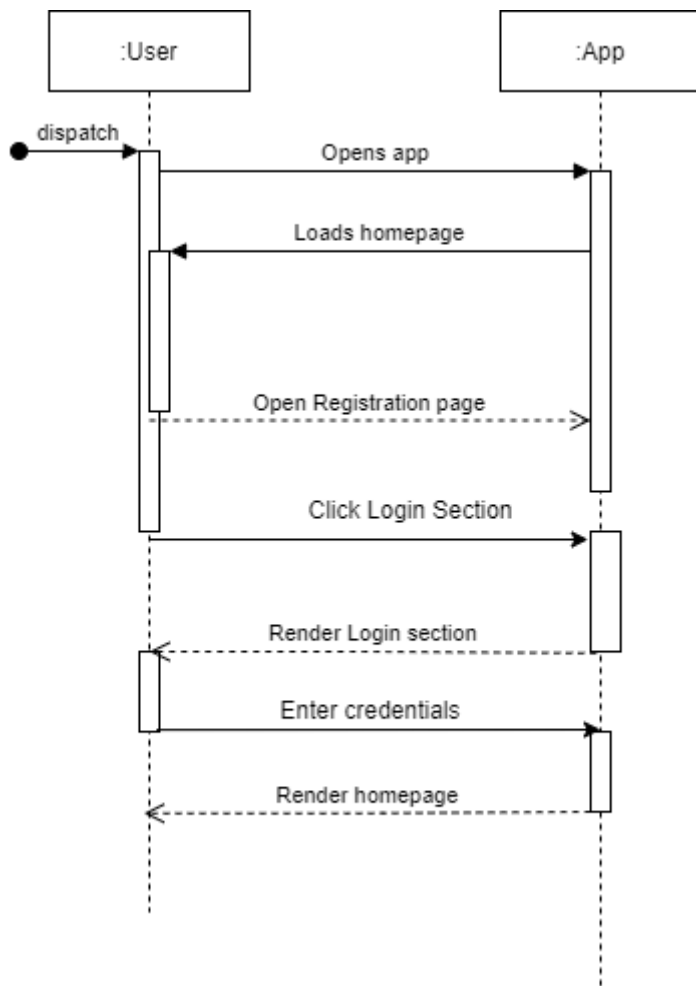 :User
:App
dispatch
Opens app
Loads homepage
Open Registration page
Click Login Section
Render Login section
Enter credentials
Render homepage